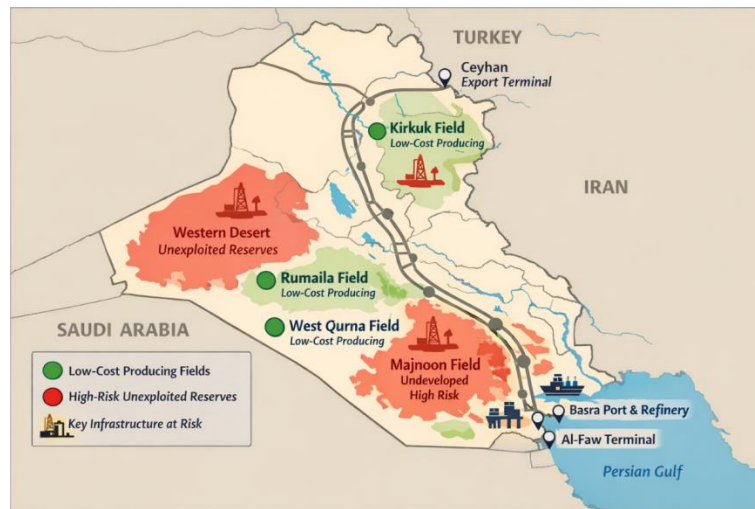 TURKEY
Ceyhan
Export Terminal
Kirkuk Field
Low-Cost Producing
IRAN
Western Desert
Unexploited Reserves
Rumaila Field
Low-Cost Producing
SAUDI ARABIA
West Qurna Field
Low-Cost Producing
Majnoon Field
Undeveloped
High Risk
Low-Cost Producing Fields
High-Risk Unexploited Reserves
Key Infrastructure at Risk
Basra Port & Refinery
Al-Faw Terminal
Persian Gulf